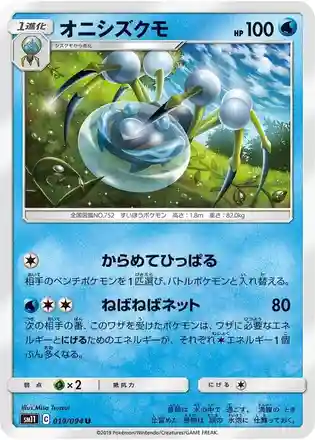 1進化
オニシズクモ
HP 100
シズクモから進化
全国図鑑NO.752 すいほうポケモン 高さ：1.8m 重さ：82.0kg
からめてひっぱる
相手のベンチポケモンを1匹選び、バトルポケモンと入れ替える。
ねばねばネット 80
次の相手の番、このワザを受けたポケモンは、ワザに必要なエネ
ルギーとにげるためのエネルギーが、それぞれ1個
ぶん多くなる。
弱点 ×2 抵抗力 にげる
Illus.Misa Tsutsui
sm11 C 019/094 U
©2019 Pokémon/Nintendo/Creatures/GAME FREAK.